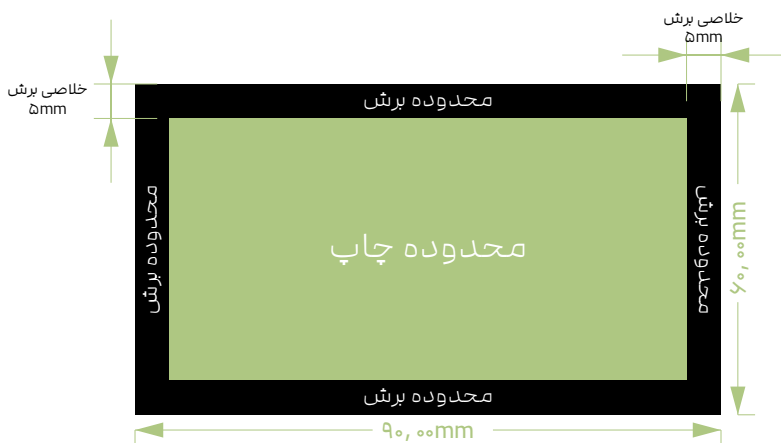 خلاصی برش
۵mm
خلاصی برش
۵mm
محدوده برش
محدوده برش
محدوده چاپ
محدوده برش
۶۰,۰۰mm
محدوده برش
۹۰,۰۰mm